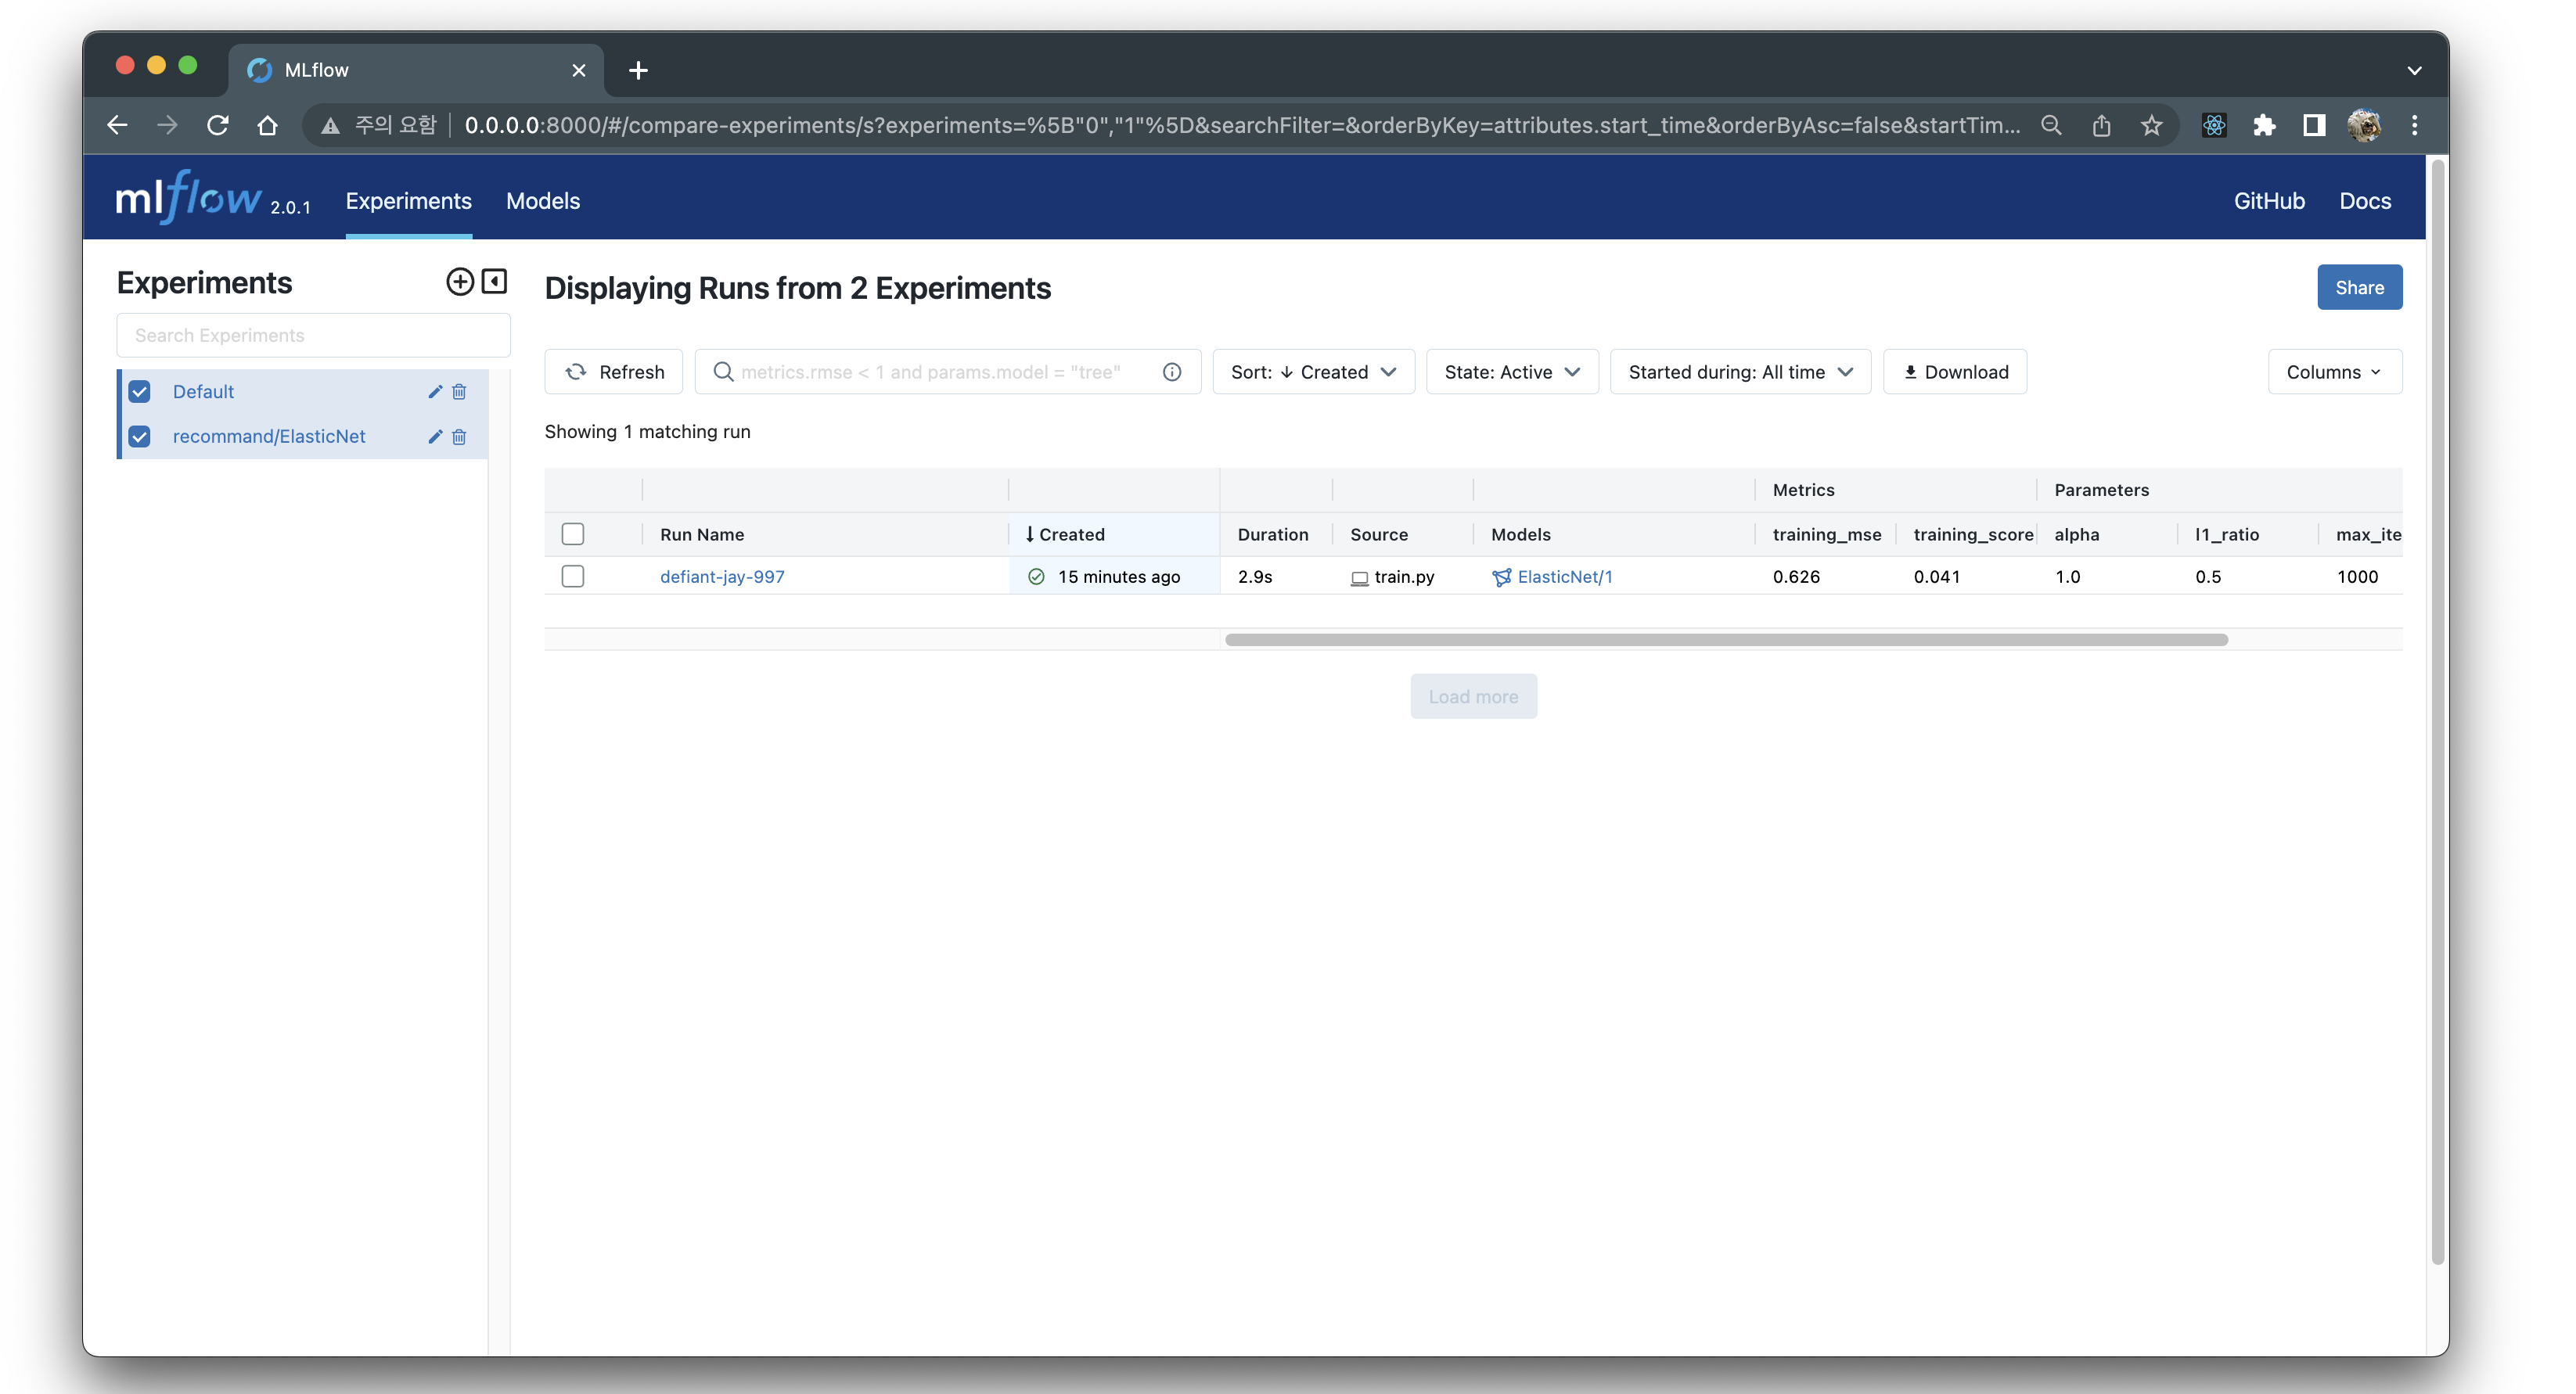 MLflow
주의 요함 | 0.0.0.0:8000/#/compare-experiments/s?experiments=%5B"0","1"%5D&searchFilter=&orderByKey=attributes.start_time&orderByAsc=false&startTim...
mlflow 2.0.1 Experiments Models GitHub Docs
Experiments
Displaying Runs from 2 Experiments
Share
Search Experiments
Refresh metrics.rmse < 1 and params.model = "tree" Sort: ↓ Created State: Active Started during: All time Download Columns
Default
recommand/ElasticNet
Showing 1 matching run
Metrics Parameters
Run Name ↓ Created Duration Source Models training_mse training_score alpha l1_ratio max_ite
defiant-jay-997 15 minutes ago 2.9s train.py ElasticNet/1 0.626 0.041 1.0 0.5 1000
Load more